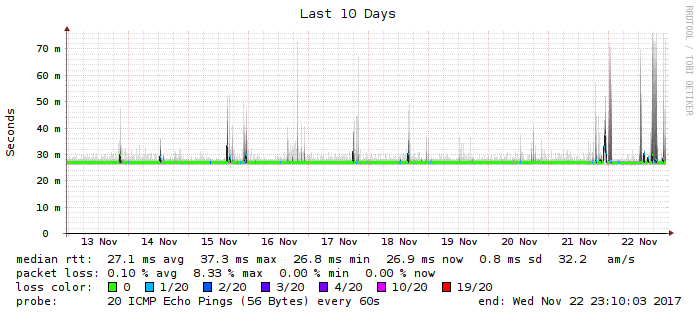 Last 10 Days
RRDTOOL / TOBI OETIKER
Seconds
70 m
60 m
50 m
40 m
30 m
20 m
10 m
0
13 Nov 14 Nov 15 Nov 16 Nov 17 Nov 18 Nov 19 Nov 20 Nov 21 Nov 22 Nov
median rtt: 27.1 ms avg 37.3 ms max 26.8 ms min 26.9 ms now 0.8 ms sd 32.2 am/s
packet loss: 0.10 % avg 8.33 % max 0.00 % min 0.00 % now
loss color: 0 1/20 2/20 3/20 4/20 10/20 19/20
probe: 20 ICMP Echo Pings (56 Bytes) every 60s end: Wed Nov 22 23:10:03 2017